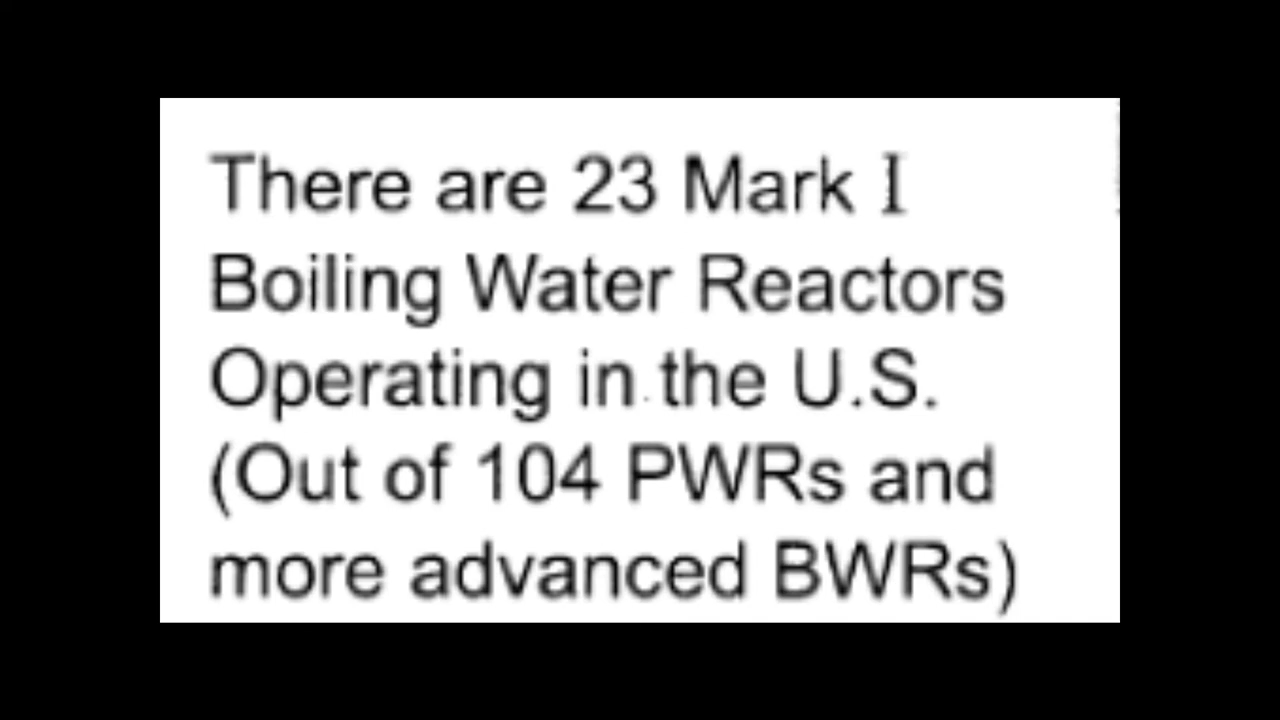 There are 23 Mark I
Boiling Water Reactors
Operating in the U.S.
(Out of 104 PWRs and
more advanced BWRs)